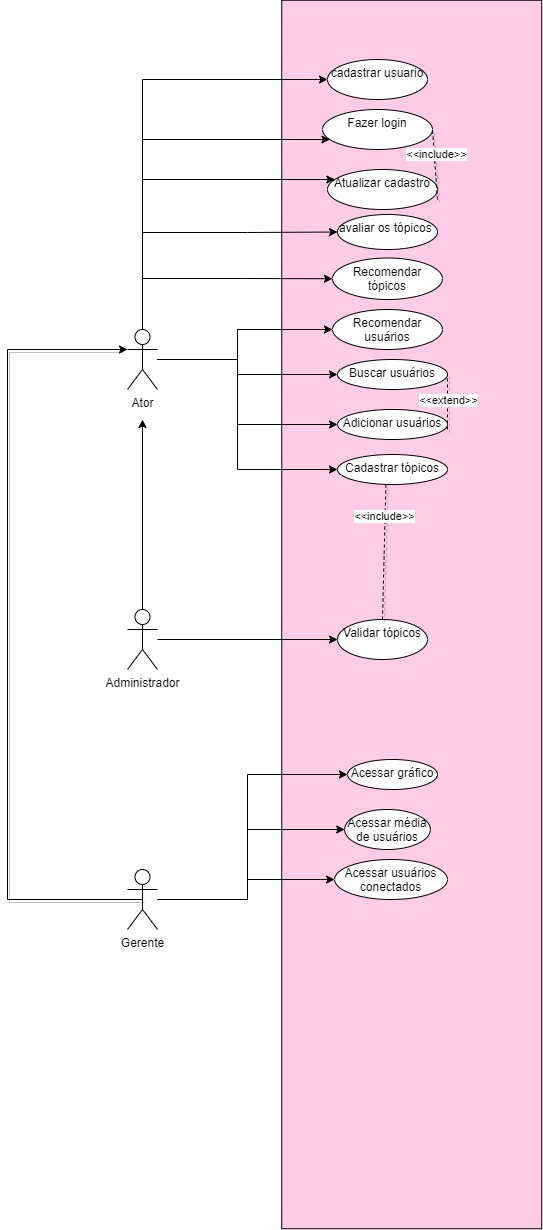 cadastrar usuario
Fazer login
<<include>>
Atualizar cadastro
avaliar os tópicos
Recomendar
tópicos
Recomendar
usuários
Buscar usuários
<<extend>>
Ator
Adicionar usuários
Cadastrar tópicos
<<include>>
Validar tópicos
Administrador
Acessar gráfico
Acessar média
de usuários
Acessar usuários
conectados
Gerente